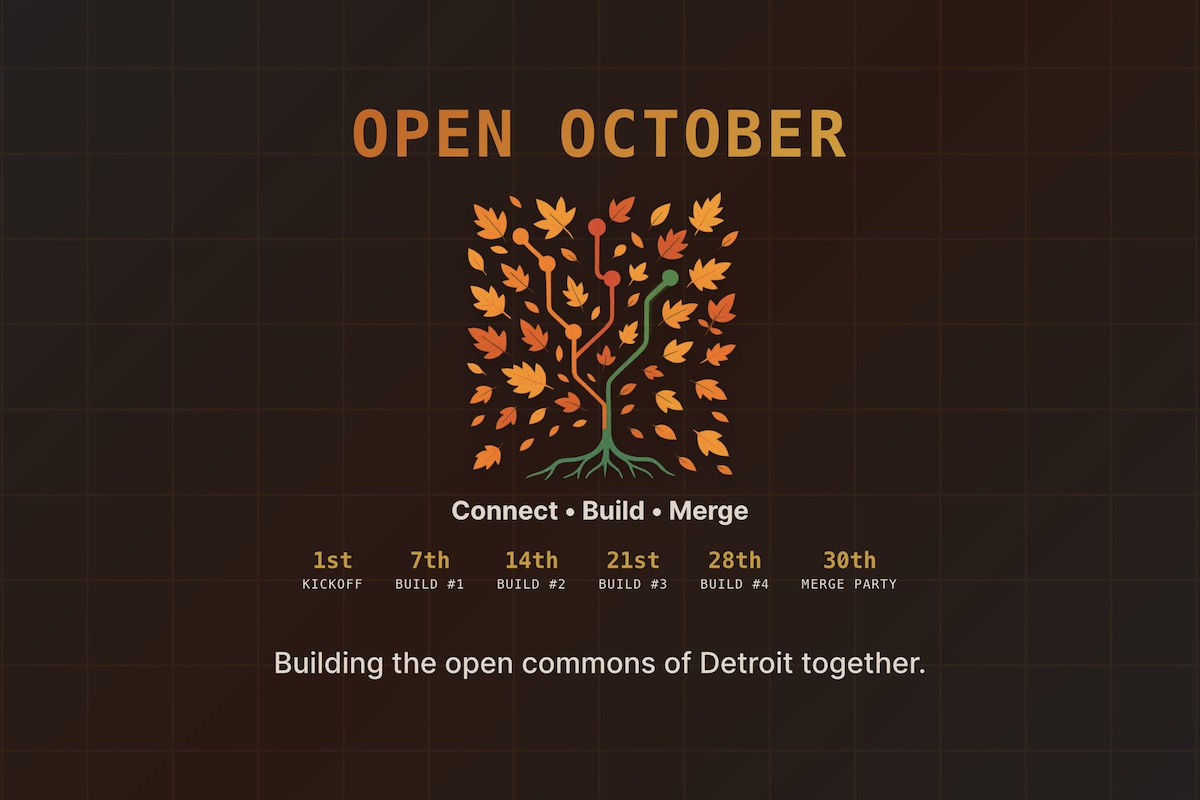 OPEN OCTOBER
Connect • Build • Merge
1st 7th 14th 21st 28th 30th
KICKOFF BUILD #1 BUILD #2 BUILD #3 BUILD #4 MERGE PARTY
Building the open commons of Detroit together.